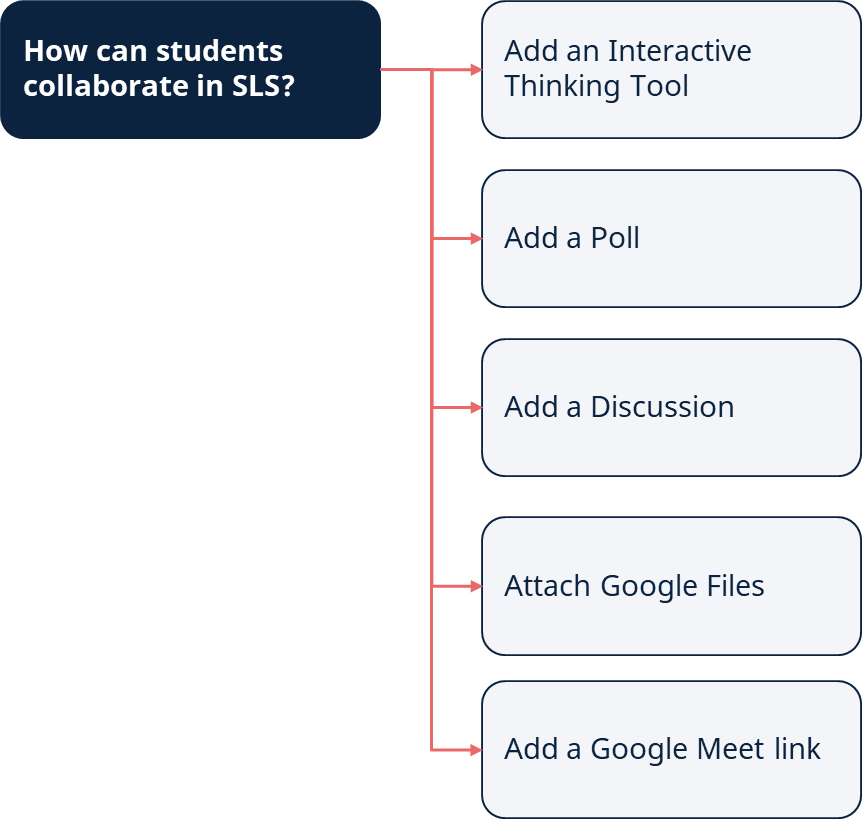 How can students
collaborate in SLS?
Add an Interactive
Thinking Tool
Add a Poll
Add a Discussion
Attach Google Files
Add a Google Meet link